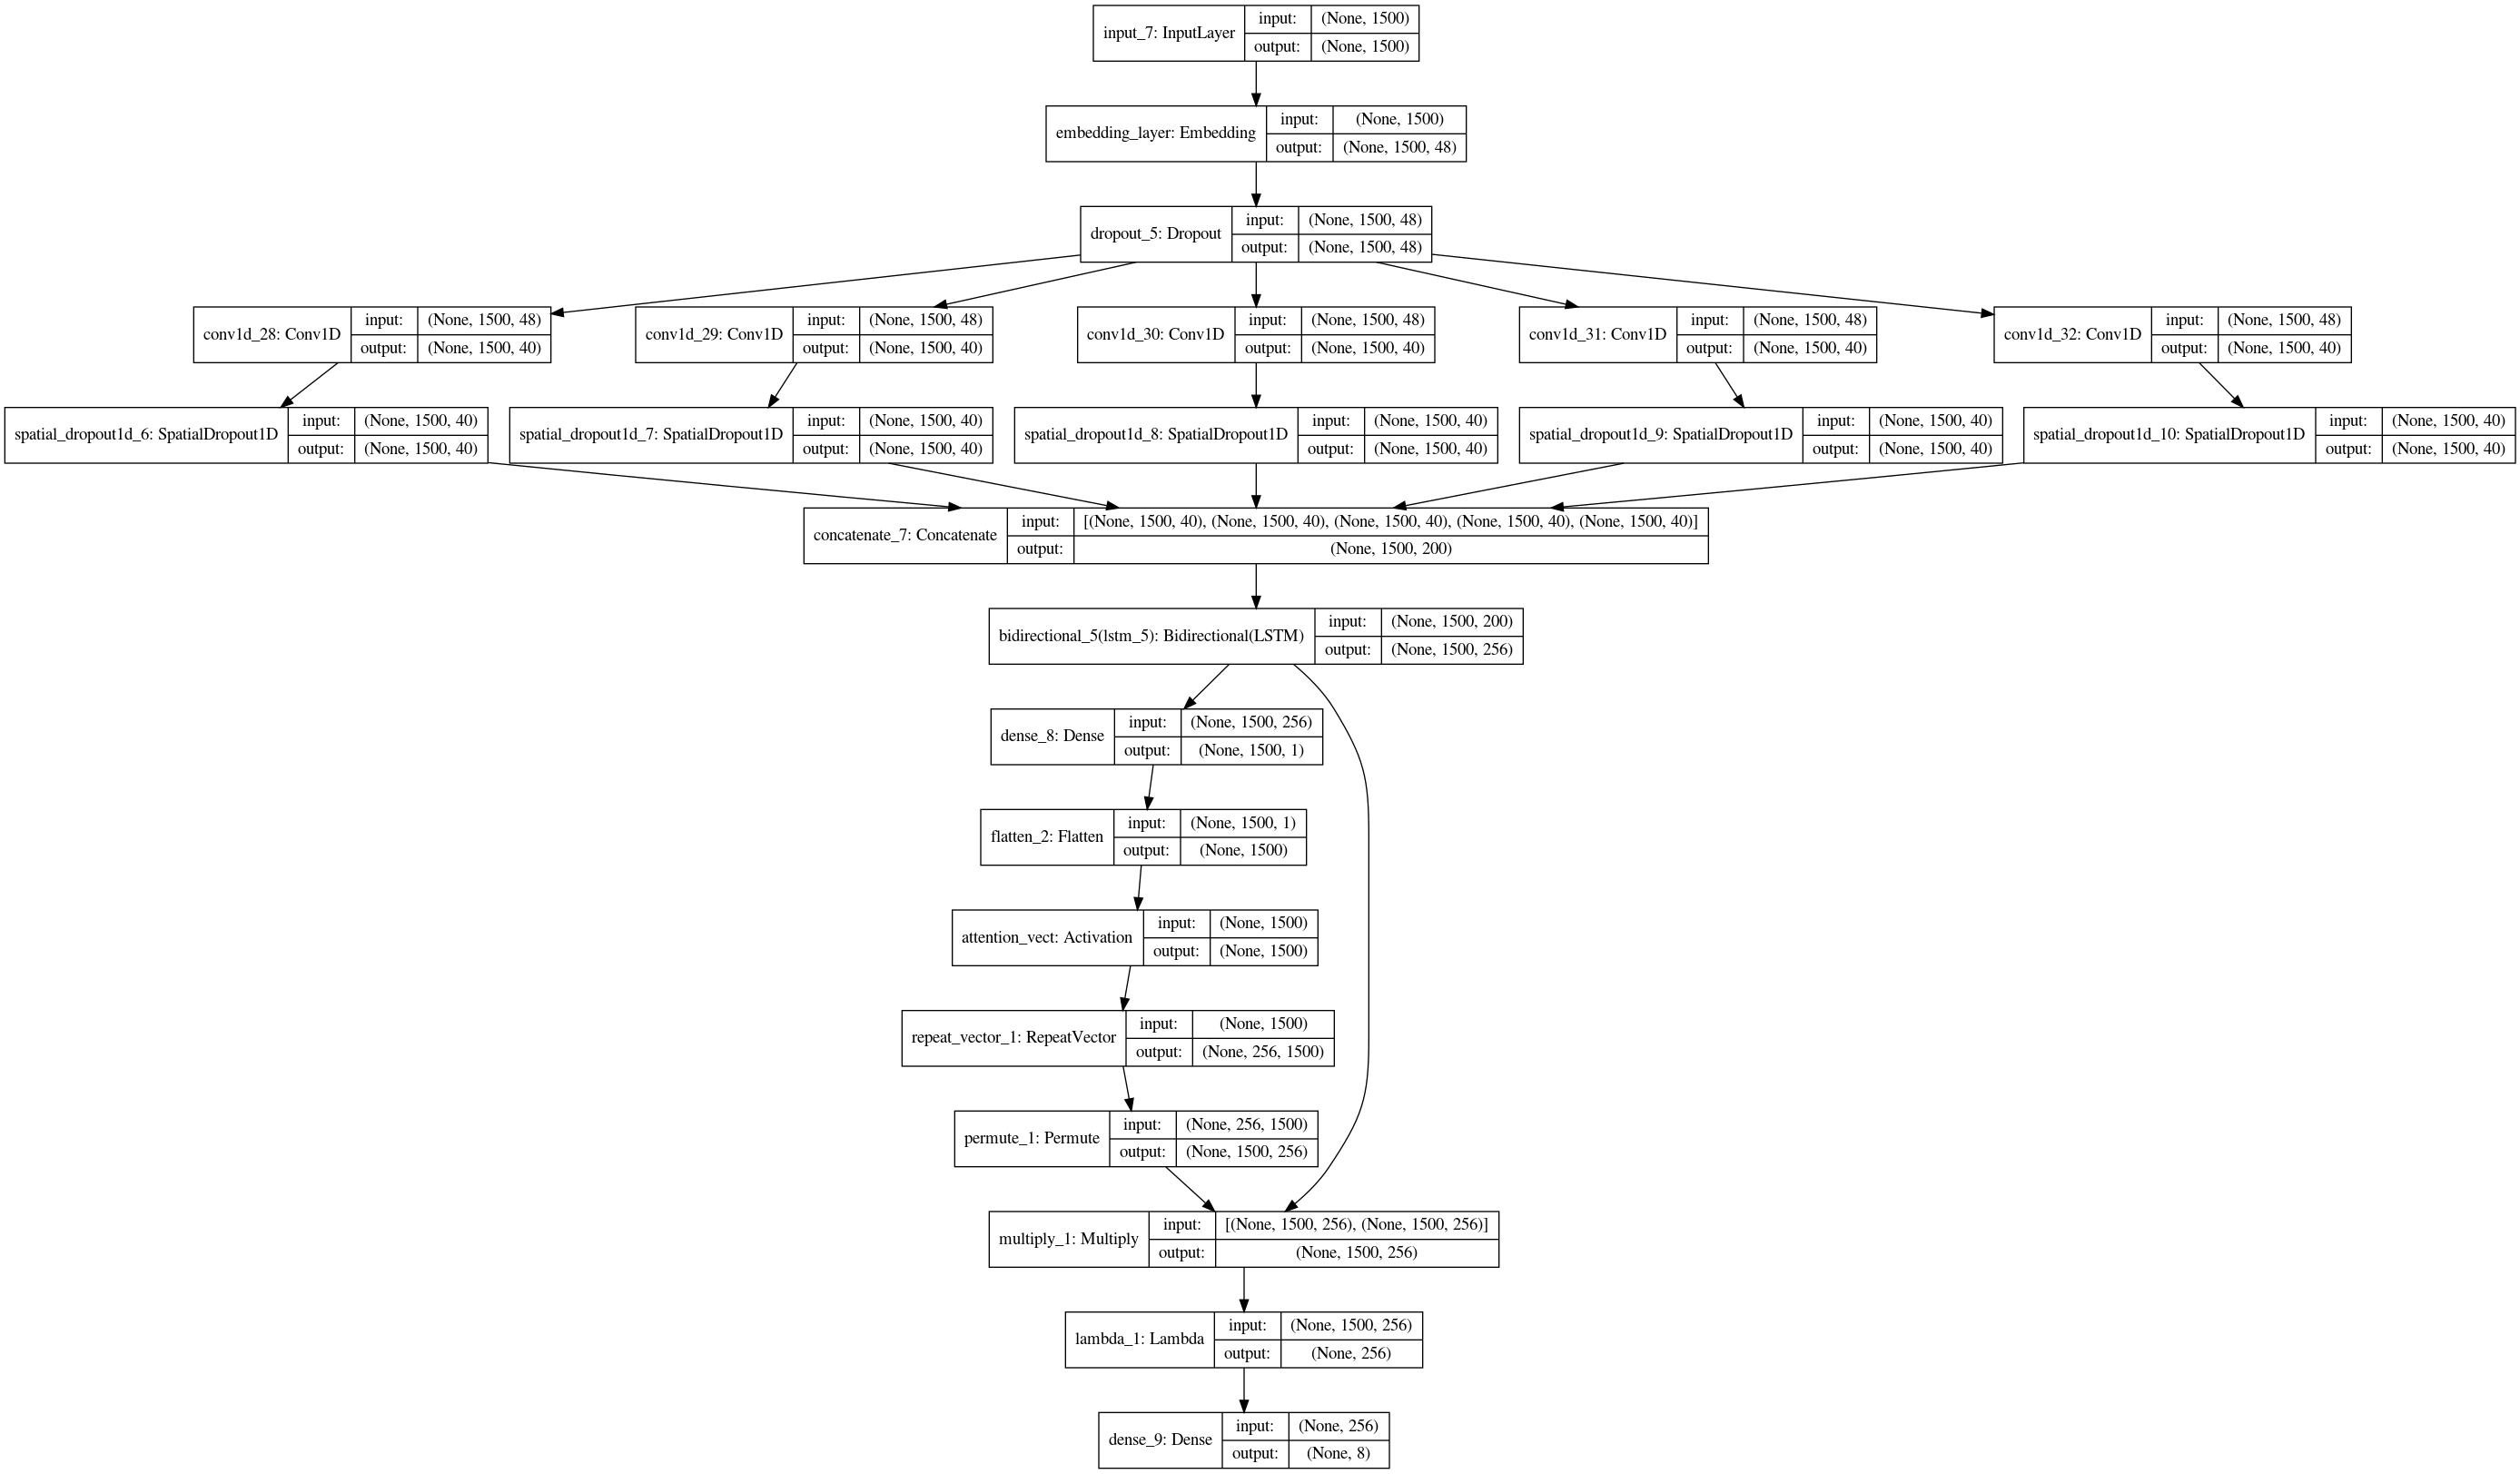 input_7: InputLayer
input: (None, 1500)
output: (None, 1500)
embedding_layer: Embedding
input: (None, 1500)
output: (None, 1500, 48)
dropout_5: Dropout
input: (None, 1500, 48)
output: (None, 1500, 48)
conv1d_28: Conv1D
input: (None, 1500, 48)
output: (None, 1500, 40)
conv1d_29: Conv1D
input: (None, 1500, 48)
output: (None, 1500, 40)
conv1d_30: Conv1D
input: (None, 1500, 48)
output: (None, 1500, 40)
conv1d_31: Conv1D
input: (None, 1500, 48)
output: (None, 1500, 40)
conv1d_32: Conv1D
input: (None, 1500, 48)
output: (None, 1500, 40)
spatial_dropout1d_6: SpatialDropout1D
input: (None, 1500, 40)
output: (None, 1500, 40)
spatial_dropout1d_7: SpatialDropout1D
input: (None, 1500, 40)
output: (None, 1500, 40)
spatial_dropout1d_8: SpatialDropout1D
input: (None, 1500, 40)
output: (None, 1500, 40)
spatial_dropout1d_9: SpatialDropout1D
input: (None, 1500, 40)
output: (None, 1500, 40)
spatial_dropout1d_10: SpatialDropout1D
input: (None, 1500, 40)
output: (None, 1500, 40)
concatenate_7: Concatenate
input: [(None, 1500, 40), (None, 1500, 40), (None, 1500, 40), (None, 1500, 40), (None, 1500, 40)]
output: (None, 1500, 200)
bidirectional_5(lstm_5): Bidirectional(LSTM)
input: (None, 1500, 200)
output: (None, 1500, 256)
dense_8: Dense
input: (None, 1500, 256)
output: (None, 1500, 1)
flatten_2: Flatten
input: (None, 1500, 1)
output: (None, 1500)
attention_vect: Activation
input: (None, 1500)
output: (None, 1500)
repeat_vector_1: RepeatVector
input: (None, 1500)
output: (None, 256, 1500)
permute_1: Permute
input: (None, 256, 1500)
output: (None, 1500, 256)
multiply_1: Multiply
input: [(None, 1500, 256), (None, 1500, 256)]
output: (None, 1500, 256)
lambda_1: Lambda
input: (None, 1500, 256)
output: (None, 256)
dense_9: Dense
input: (None, 256)
output: (None, 8)